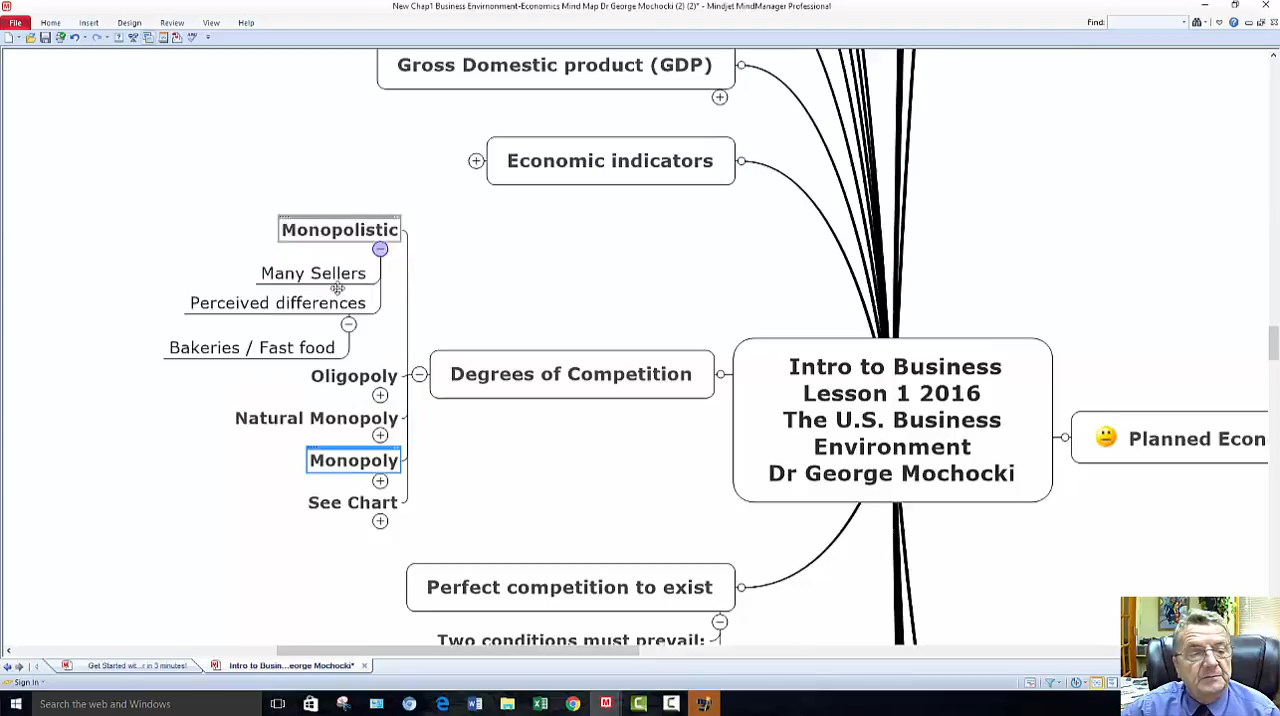 New Chap1 Business Envirronment-Economics Mind Map Dr George Mochocki (2) (2)* - Mindjet MindManager Professional
File Home Insert Design Review View Help
Find:
Gross Domestic product (GDP)
Economic indicators
Monopolistic
Many Sellers
Perceived differences
Bakeries / Fast food
Oligopoly
Natural Monopoly
Monopoly
See Chart
Degrees of Competition
Intro to Business
Lesson 1 2016
The U.S. Business
Environment
Dr George Mochocki
Planned Econ
Perfect competition to exist
Two conditions must prevail:
Get Started wit...r in 3 minutes!
Intro to Busin...eorge Mochocki*
Sign In
Search the web and Windows